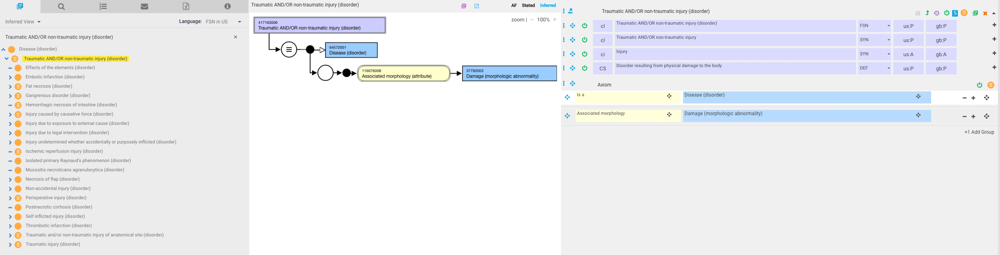 Inferred View
Language: FSN in US
Traumatic AND/OR non-traumatic injury (disorder)
Disease (disorder)
Traumatic AND/OR non-traumatic injury (disorder)
Effects of the elements (disorder)
Embolic infarction (disorder)
Fat necrosis (disorder)
Gangrenous disorder (disorder)
Hemorrhagic necrosis of intestine (disorder)
Injury caused by causative force (disorder)
Injury due to exposure to external cause (disorder)
Injury due to legal intervention (disorder)
Injury undetermined whether accidentally or purposely inflicted (disorder)
Ischemic reperfusion injury (disorder)
Isolated primary Raynaud's phenomenon (disorder)
Mucositis necroticans agranulocytica (disorder)
Necrosis of flap (disorder)
Non-accidental injury (disorder)
Perioperative injury (disorder)
Postnecrotic cirrhosis (disorder)
Self inflicted injury (disorder)
Thrombotic infarction (disorder)
Traumatic and/or non-traumatic injury of anatomical site (disorder)
Traumatic injury (disorder)
Traumatic AND/OR non-traumatic injury (disorder)
AF Stated Inferred
zoom | − 100% +
417163006
Traumatic AND/OR non-traumatic injury (disorder)
64572001
Disease (disorder)
116676008
Associated morphology (attribute)
37782003
Damage (morphologic abnormality)
Traumatic AND/OR non-traumatic injury (disorder)
S
cI Traumatic AND/OR non-traumatic injury (disorder) FSN us:P gb:P
cI Traumatic AND/OR non-traumatic injury SYN us:P gb:P
ci Injury SYN us:A gb:A
CS Disorder resulting from physical damage to the body DEF us:P gb:P
Axiom
Is a Disease (disorder)
Associated morphology Damage (morphologic abnormality)
+1 Add Group